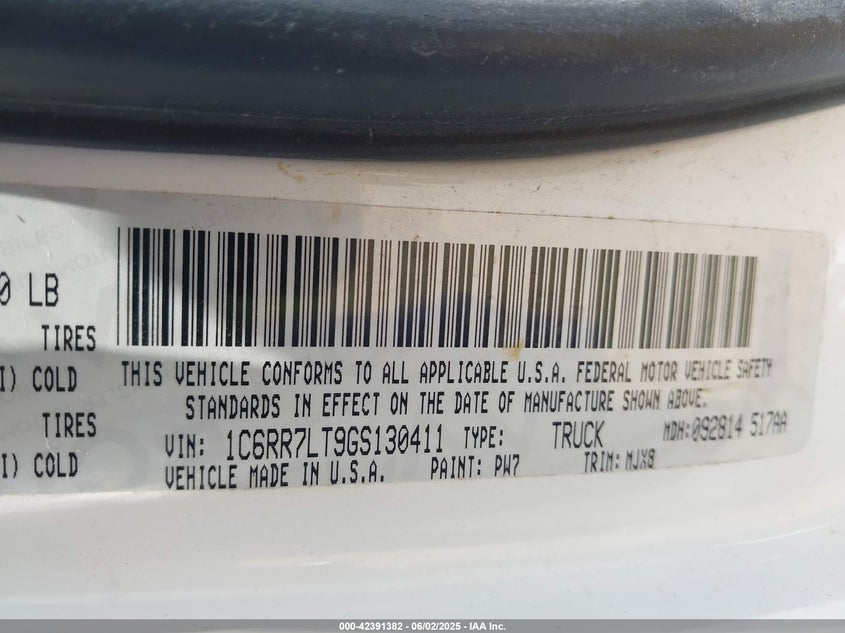 0 LB
TIRES
I) COLD
TIRES
I) COLD
THIS VEHICLE CONFORMS TO ALL APPLICABLE U.S.A. FEDERAL MOTOR VEHICLE SAFETY
STANDARDS IN EFFECT ON THE DATE OF MANUFACTURE SHOWN ABOVE.
VIN: 1C6RR7LT9GS130411 TYPE: TRUCK MDH:092814 517AA
VEHICLE MADE IN U.S.A. PAINT: PW7 TRIM: MJX8
000-42391382 - 06/02/2025 - IAA Inc.